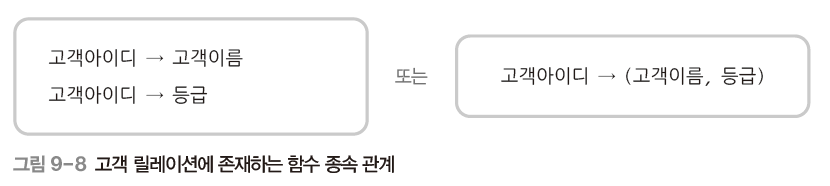 고객아이디 → 고객이름
고객아이디 → 등급
또는
고객아이디 → (고객이름, 등급)
그림 9-8 고객 릴레이션에 존재하는 함수 종속 관계